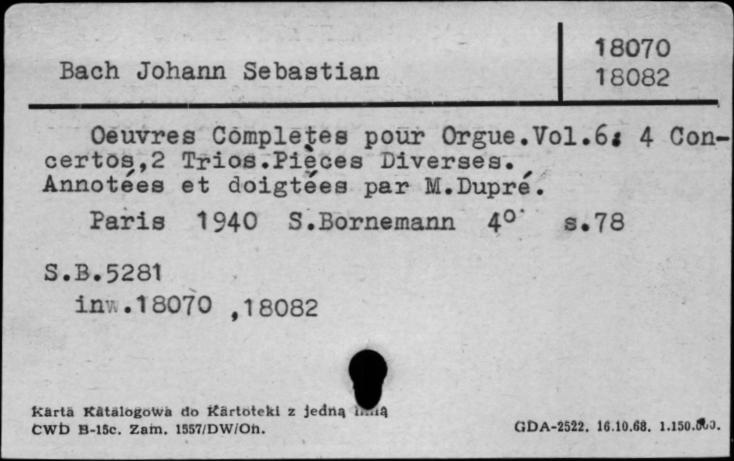 18070
Bach Johann Sebastian
18082
Oeuvres Complètes pour Orgue.Vol.6: 4 Con-
certos,2 Trios.Pièces Diverses.,
Annotées et doigtées par M.Dupré.
Paris 1940 S.Bornemann 4° s.78
S.B.5281
inw.18070 ,18082
Karta Katalogowa do Kartoteki z jedną
CWD B-15c. Zam. 1557/DW/Oh.
GDA-2522. 16.10.68.